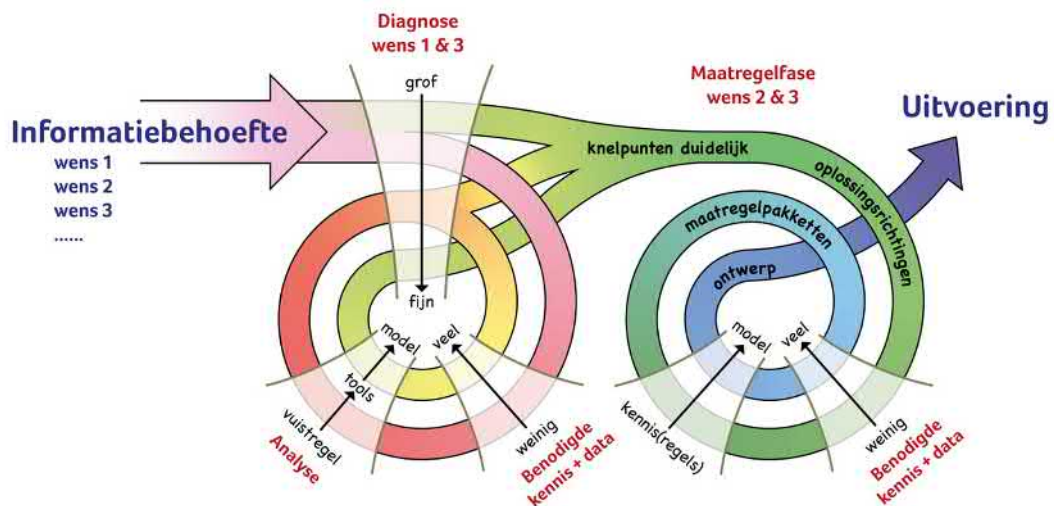 Diagnose
wens 1 & 3
grof
Maatregelfase
wens 2 & 3
Uitvoering
Informatiebehoefte
wens 1
wens 2
wens 3
......
knelpunten duidelijk
oplossingsrichtingen
maatregelpakketten
ontwerp
fijn
model
veel
tools
vuistregel
Analyse
weinig
Benodigde
kennis + data
model
veel
kennis(regels)
weinig
Benodigde
kennis + data